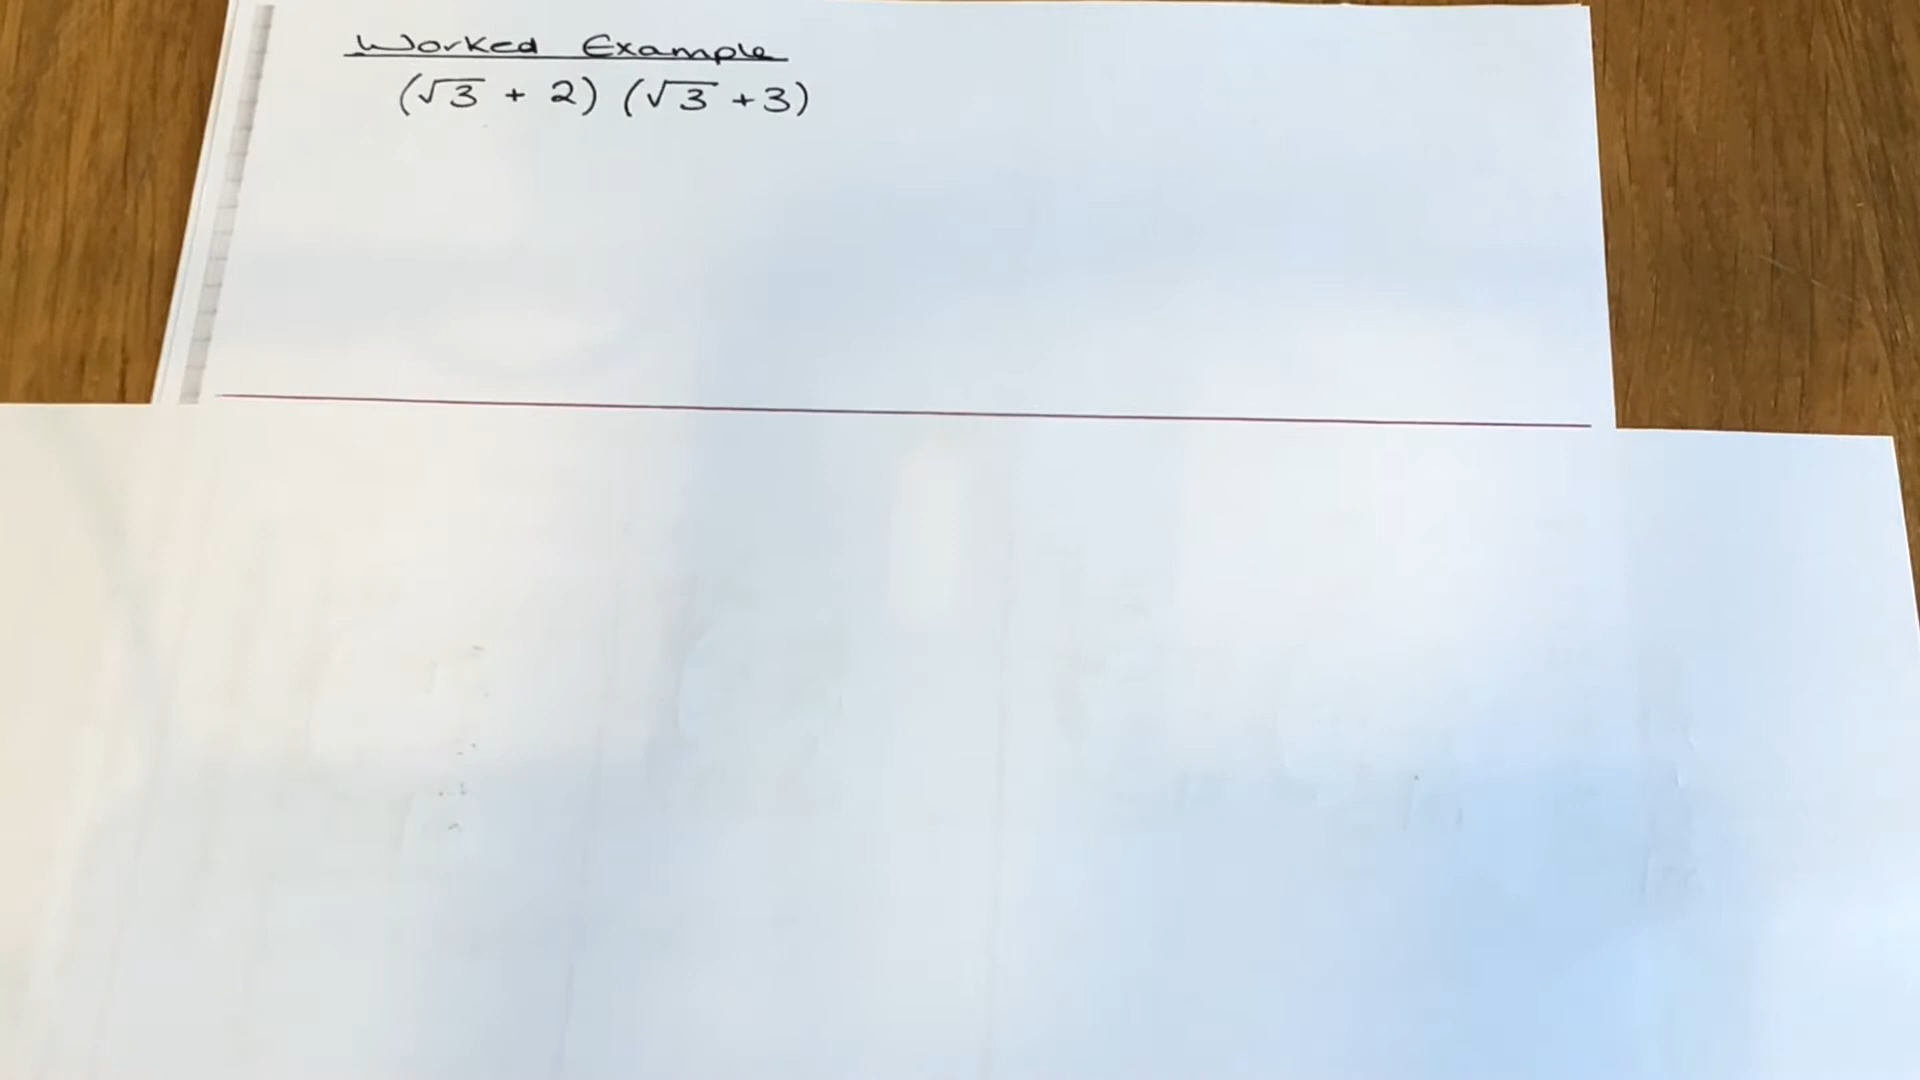 Worked Example
(√3 + 2) (√3 + 3)